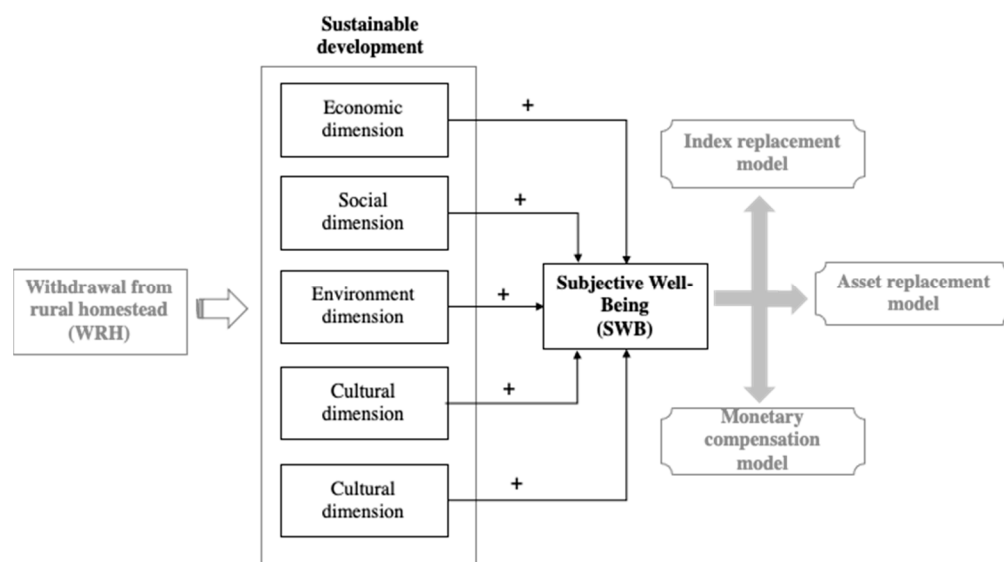 Sustainable
development
Economic
dimension
+
Social
dimension
+
Environment
dimension
+
Cultural
dimension
+
Cultural
dimension
+
Withdrawal from
rural homestead
(WRH)
Subjective Well-
Being
(SWB)
Index replacement
model
Asset replacement
model
Monetary
compensation
model